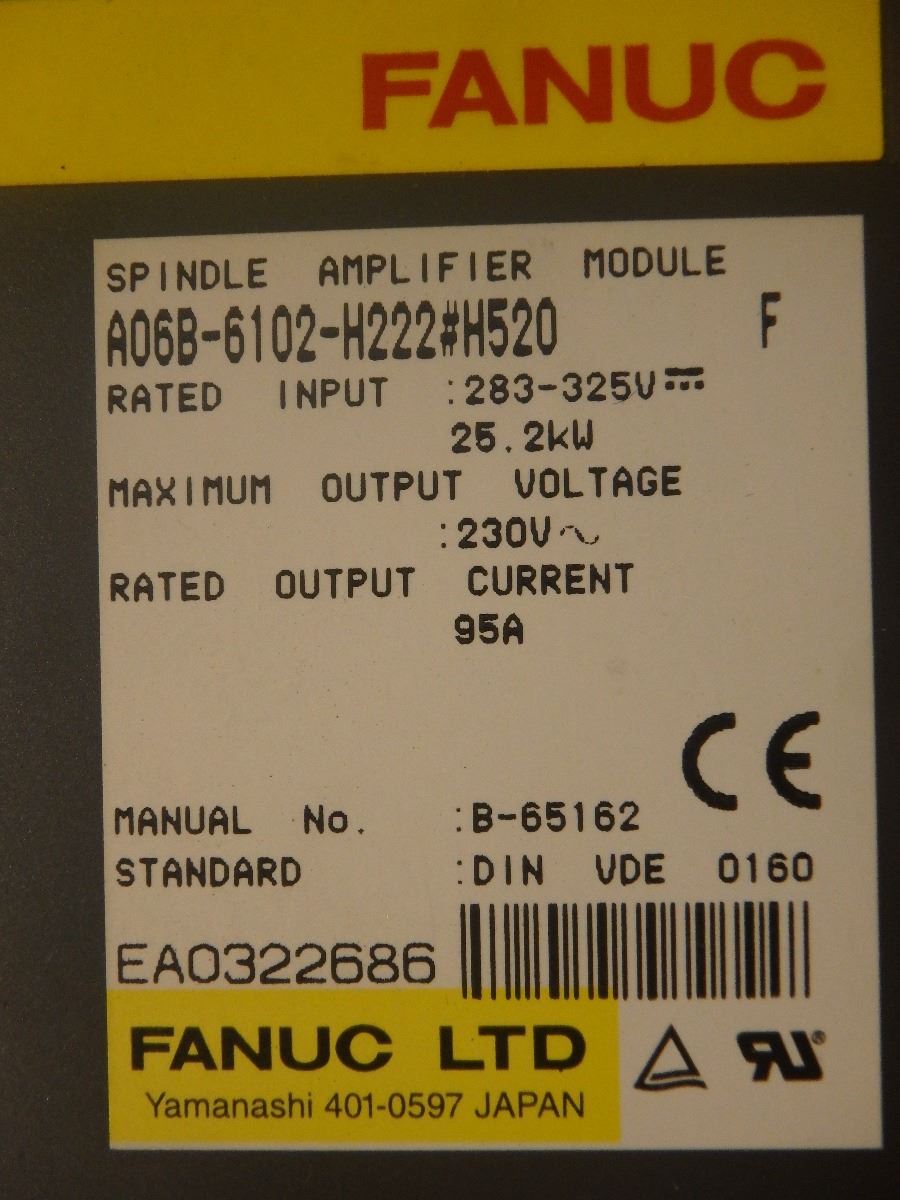 FANUC
SPINDLE AMPLIFIER MODULE
A06B-6102-H222#H520 F
RATED INPUT :283-325V⎓
25.2kW
MAXIMUM OUTPUT VOLTAGE
:230V~
RATED OUTPUT CURRENT
95A
CE
MANUAL No. :B-65162
STANDARD :DIN VDE 0160
EA0322686
FANUC LTD
Yamanashi 401-0597 JAPAN
RU®